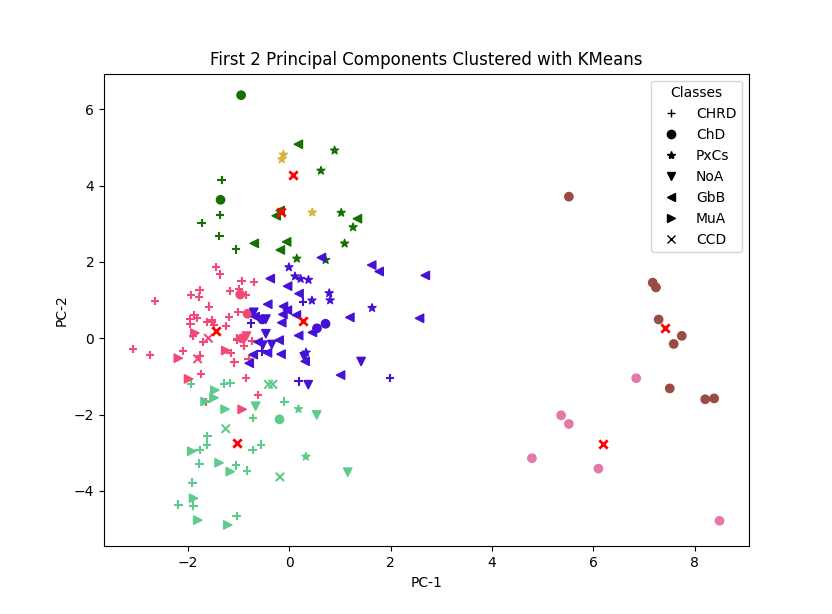 First 2 Principal Components Clustered with KMeans
Classes
CHRD
ChD
PxCs
NoA
GbB
MuA
CCD
PC-2
6
4
2
0
−2
−4
−2
0
2
4
6
8
PC-1